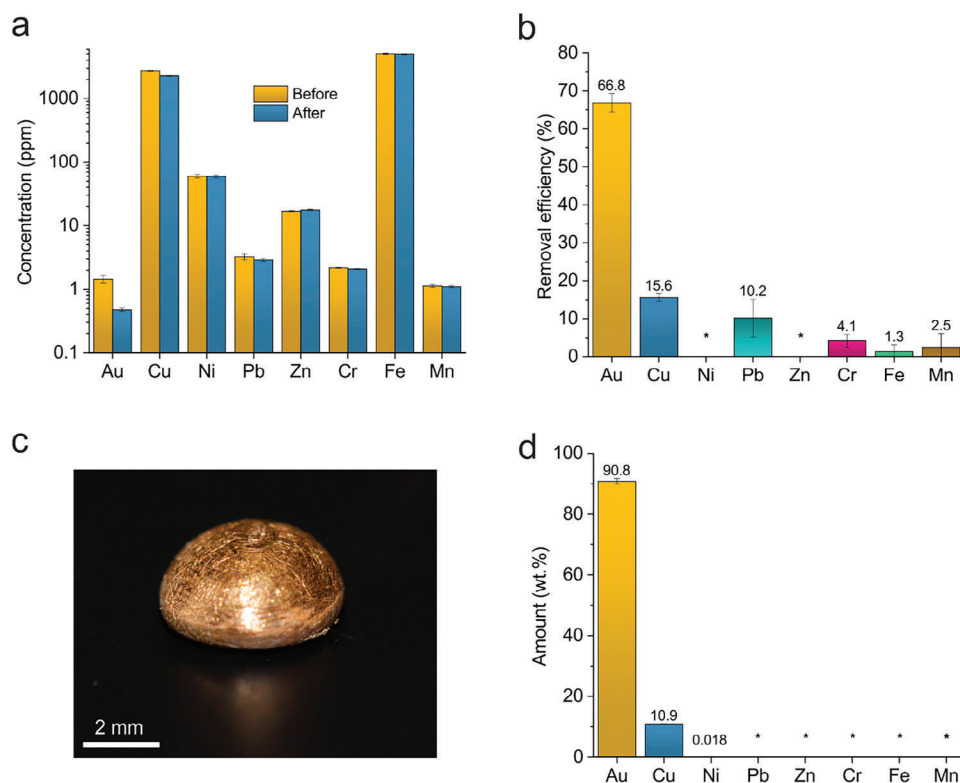 a
Concentration (ppm)
1000
100
10
1
0.1
Before
After
Au Cu Ni Pb Zn Cr Fe Mn
b
Removal efficiency (%)
80
70
60
50
40
30
20
10
0
66.8
15.6
*
10.2
*
4.1
1.3
2.5
Au Cu Ni Pb Zn Cr Fe Mn
c
2 mm
d
Amount (wt.%)
100
80
60
40
20
0
90.8
10.9
0.018
* * * * *
Au Cu Ni Pb Zn Cr Fe Mn